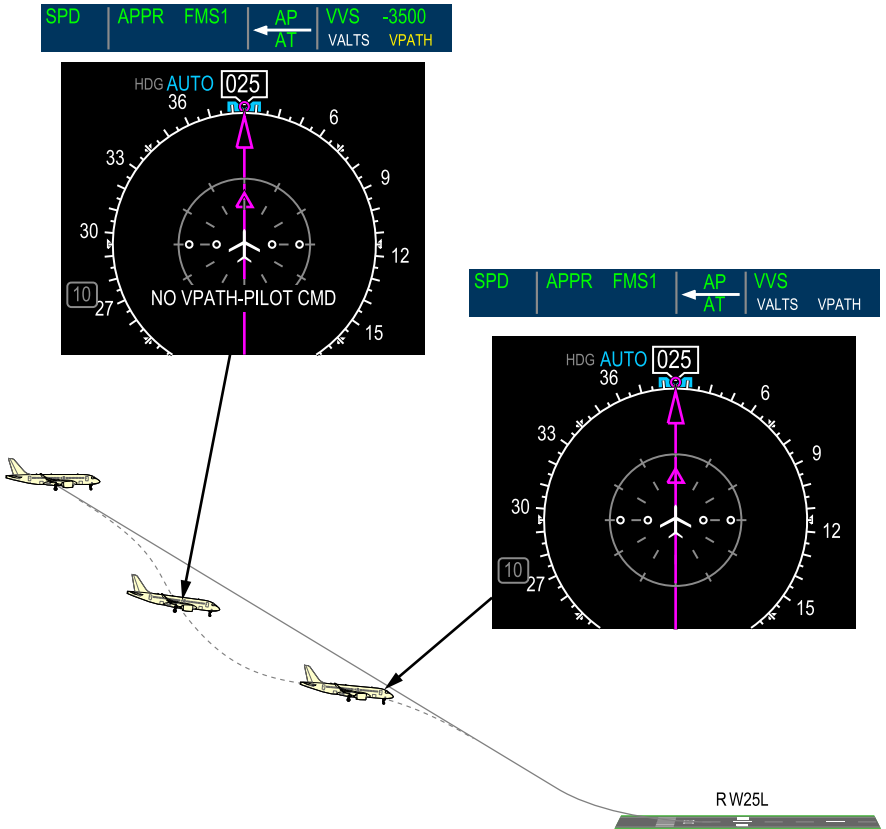 SPD APPR FMS1 AP VVS -3500
AT VALTS VPATH
HDG AUTO 025
36
6
33
9
30
12
10
27
NO VPATH-PILOT CMD
15
SPD APPR FMS1 AP VVS
AT VALTS VPATH
HDG AUTO 025
36
6
33
9
30
12
10
27
15
RW25L